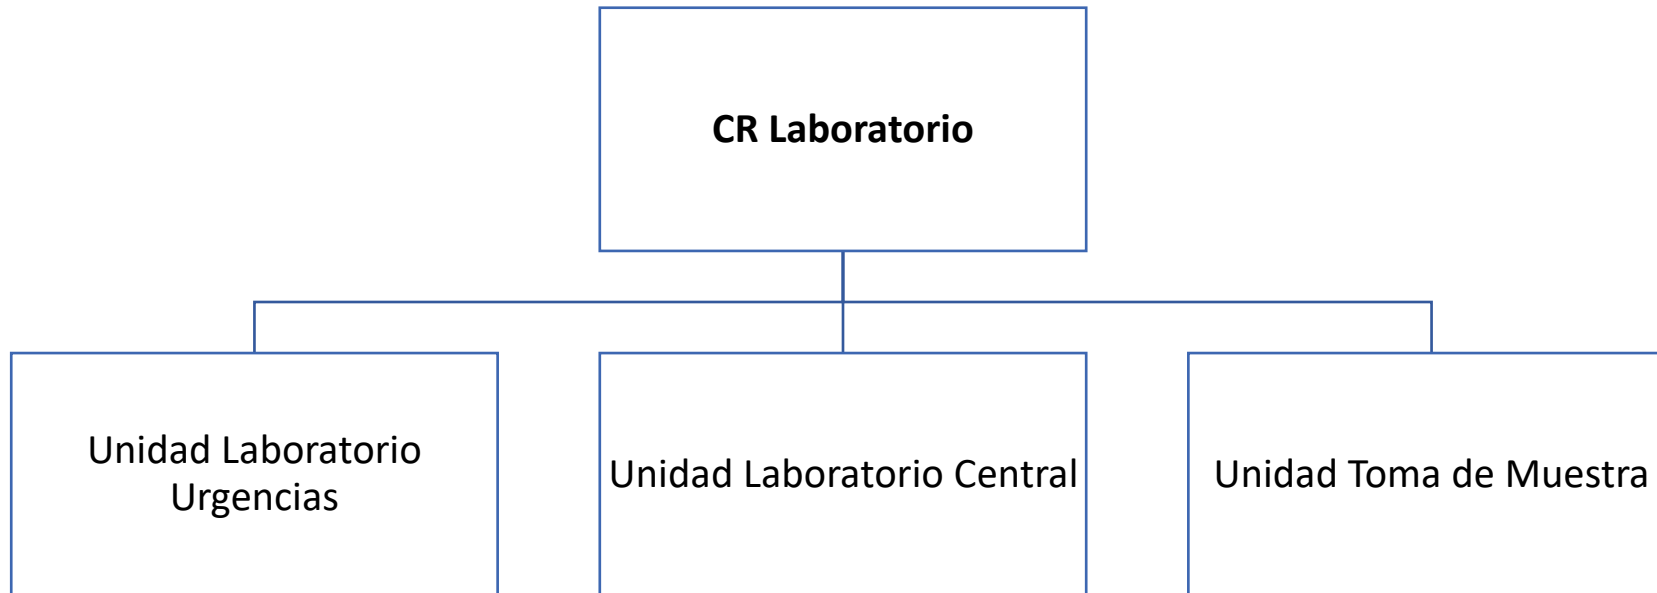 CR Laboratorio
Unidad Laboratorio
Urgencias
Unidad Laboratorio Central
Unidad Toma de Muestra